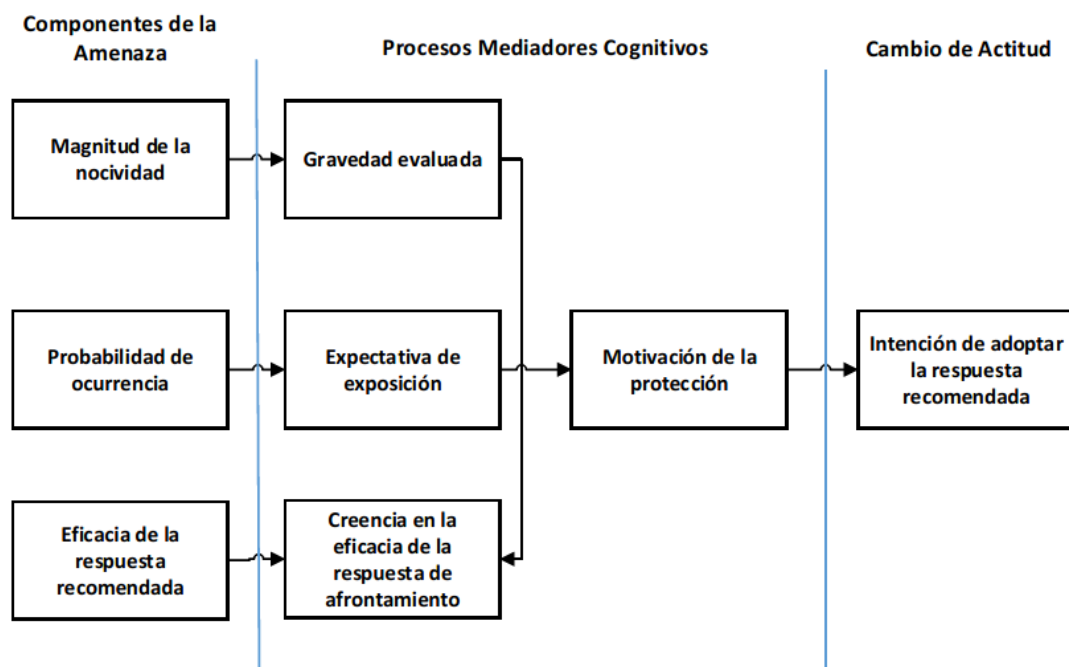 Componentes de la
Amenaza
Procesos Mediadores Cognitivos
Cambio de Actitud
Magnitud de la
nocividad
Gravedad evaluada
Probabilidad de
ocurrencia
Expectativa de
exposición
Motivación de la
protección
Intención de adoptar
la respuesta
recomendada
Eficacia de la
respuesta
recomendada
Creencia en la
eficacia de la
respuesta de
afrontamiento